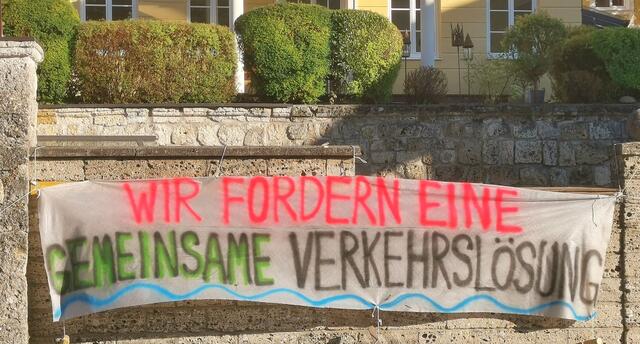 WIR FORDERN EINE
GEMEINSAME VERKEHRSLÖSUNG